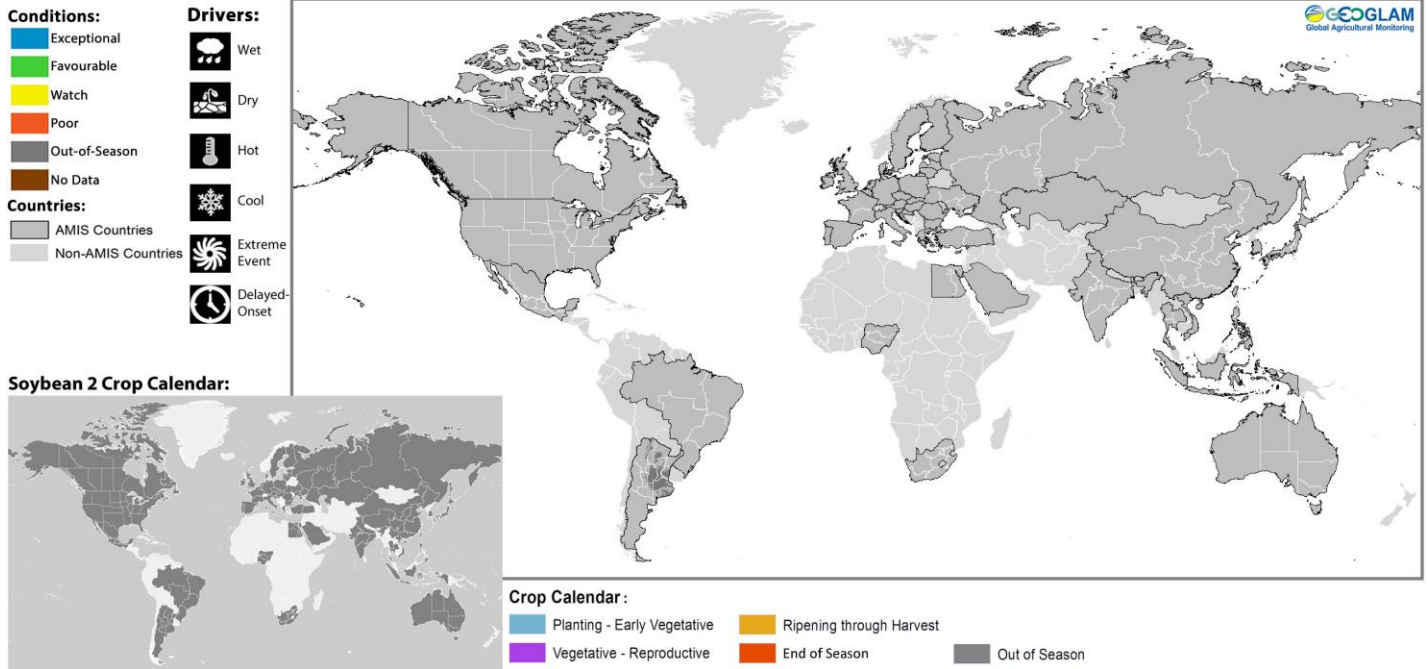 Conditions:
Exceptional
Favourable
Watch
Poor
Out-of-Season
No Data
Countries:
AMIS Countries
Non-AMIS Countries
Drivers:
Wet
Dry
Hot
Cool
Extreme
Event
Delayed-
Onset
GEOGLAM
Global Agricultural Monitoring
Soybean 2 Crop Calendar:
Crop Calendar :
Planting - Early Vegetative
Ripening through Harvest
Vegetative - Reproductive
End of Season
Out of Season